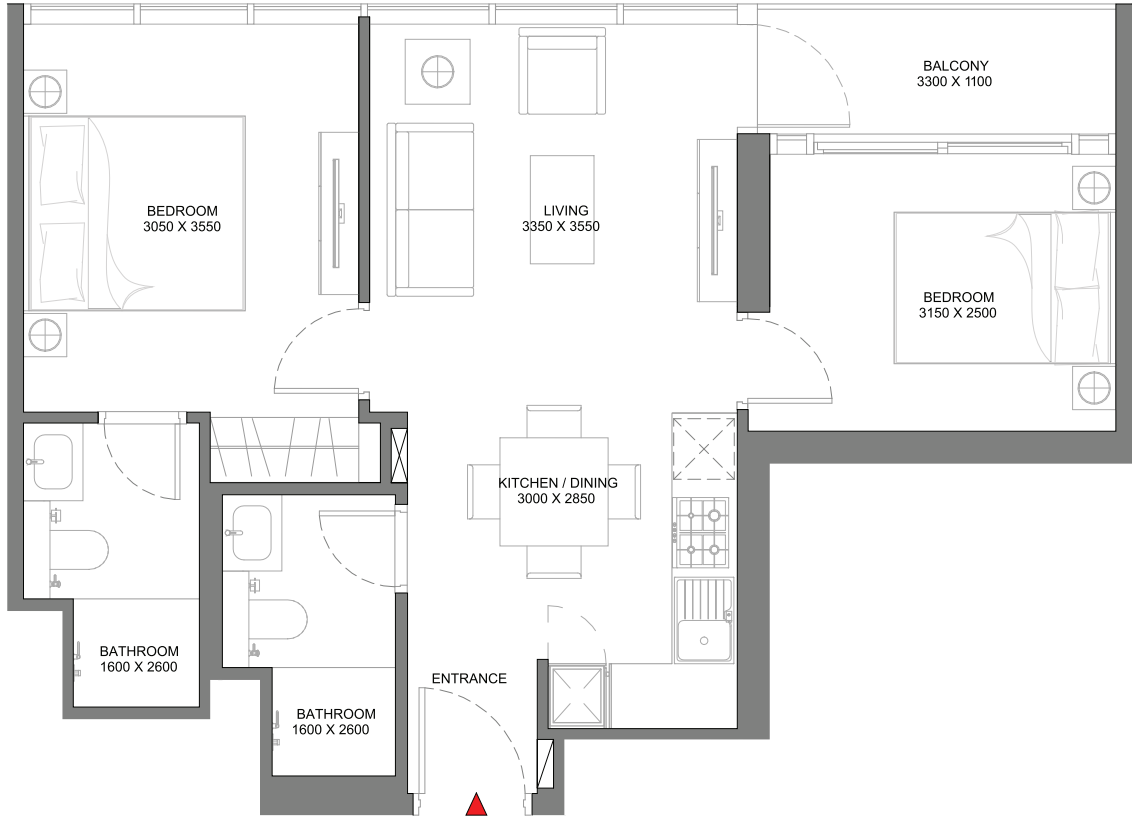 BALCONY
3300 X 1100
BEDROOM
3050 X 3550
LIVING
3350 X 3550
BEDROOM
3150 X 2500
KITCHEN / DINING
3000 X 2850
BATHROOM
1600 X 2600
ENTRANCE
BATHROOM
1600 X 2600